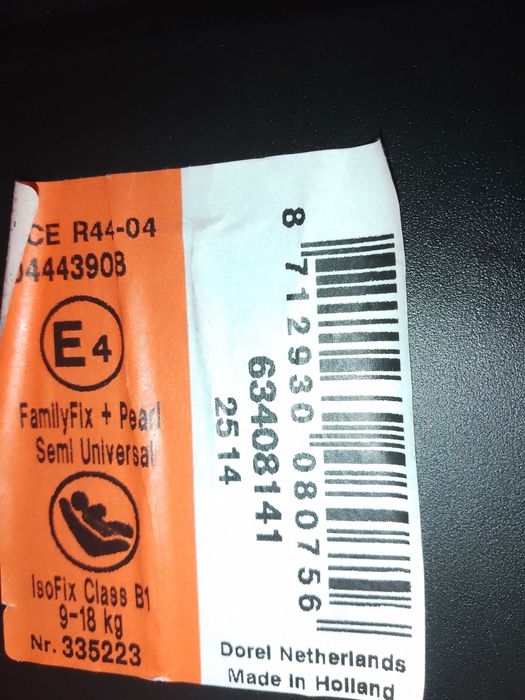 CE R44-04
04443908
E4
FamilyFix + Pearl
Semi Universal
IsoFix Class B1
9-18 kg
Nr. 335223
8 712930 080756
63408141
2514
Dorel Netherlands
Made in Holland